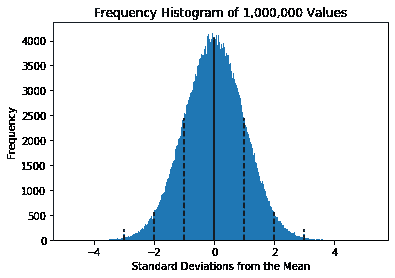 Frequency Histogram of 1,000,000 Values
4000
3500
3000
2500
2000
1500
1000
500
0
Frequency
−4 −2 0 2 4
Standard Deviations from the Mean